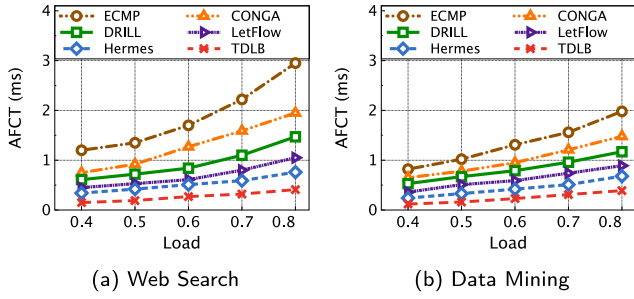 ECMP CONGA
DRILL LetFlow
Hermes TDLB
AFCT (ms)
4
3
2
1
0
0.4 0.5 0.6 0.7 0.8
Load
(a) Web Search
ECMP CONGA
DRILL LetFlow
Hermes TDLB
AFCT (ms)
4
3
2
1
0
0.4 0.5 0.6 0.7 0.8
Load
(b) Data Mining